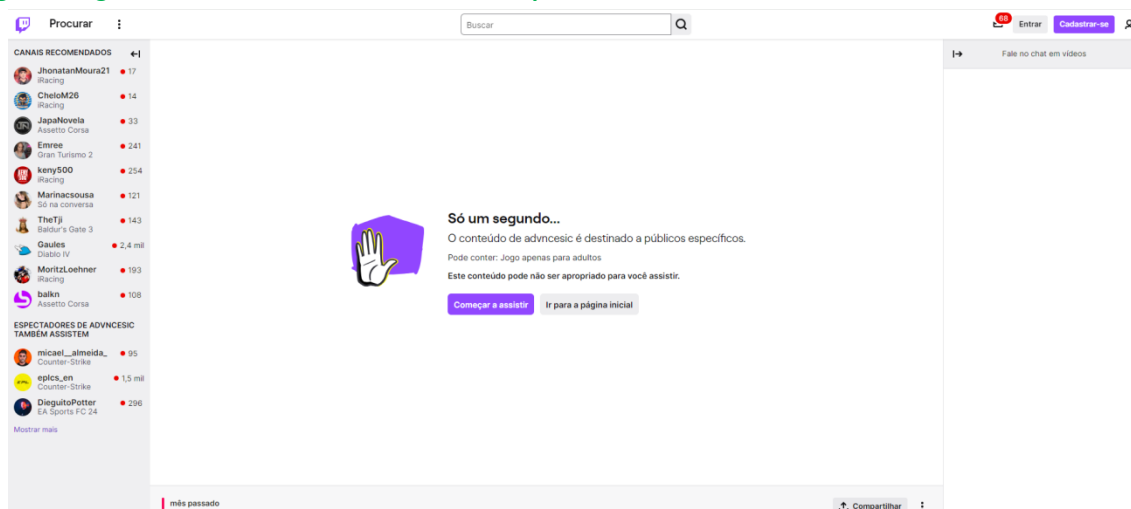 Procurar
Buscar
68
Entrar
Cadastrar-se
CANAIS RECOMENDADOS
JhonatanMoura21
17
iRacing
CheloM26
14
iRacing
JapaNovela
33
Assetto Corsa
Emree
241
Gran Turismo 2
keny500
254
iRacing
Marinacsousa
121
Só na conversa
TheTji
143
Baldur's Gate 3
Gaules
2,4 mil
Diablo IV
MoritzLoehner
193
iRacing
balkn
108
Assetto Corsa
ESPECTADORES DE ADVNCESIC
TAMBÉM ASSISTEM
micael__almeida_
95
Counter-Strike
eplcs_en
1,5 mil
Counter-Strike
DieguitoPotter
296
EA Sports FC 24
Mostrar mais
Só um segundo...
O conteúdo de advncesic é destinado a públicos específicos.
Pode conter: Jogo apenas para adultos
Este conteúdo pode não ser apropriado para você assistir.
Começar a assistir
Ir para a página inicial
mês passado
Compartilhar
Fale no chat em vídeos